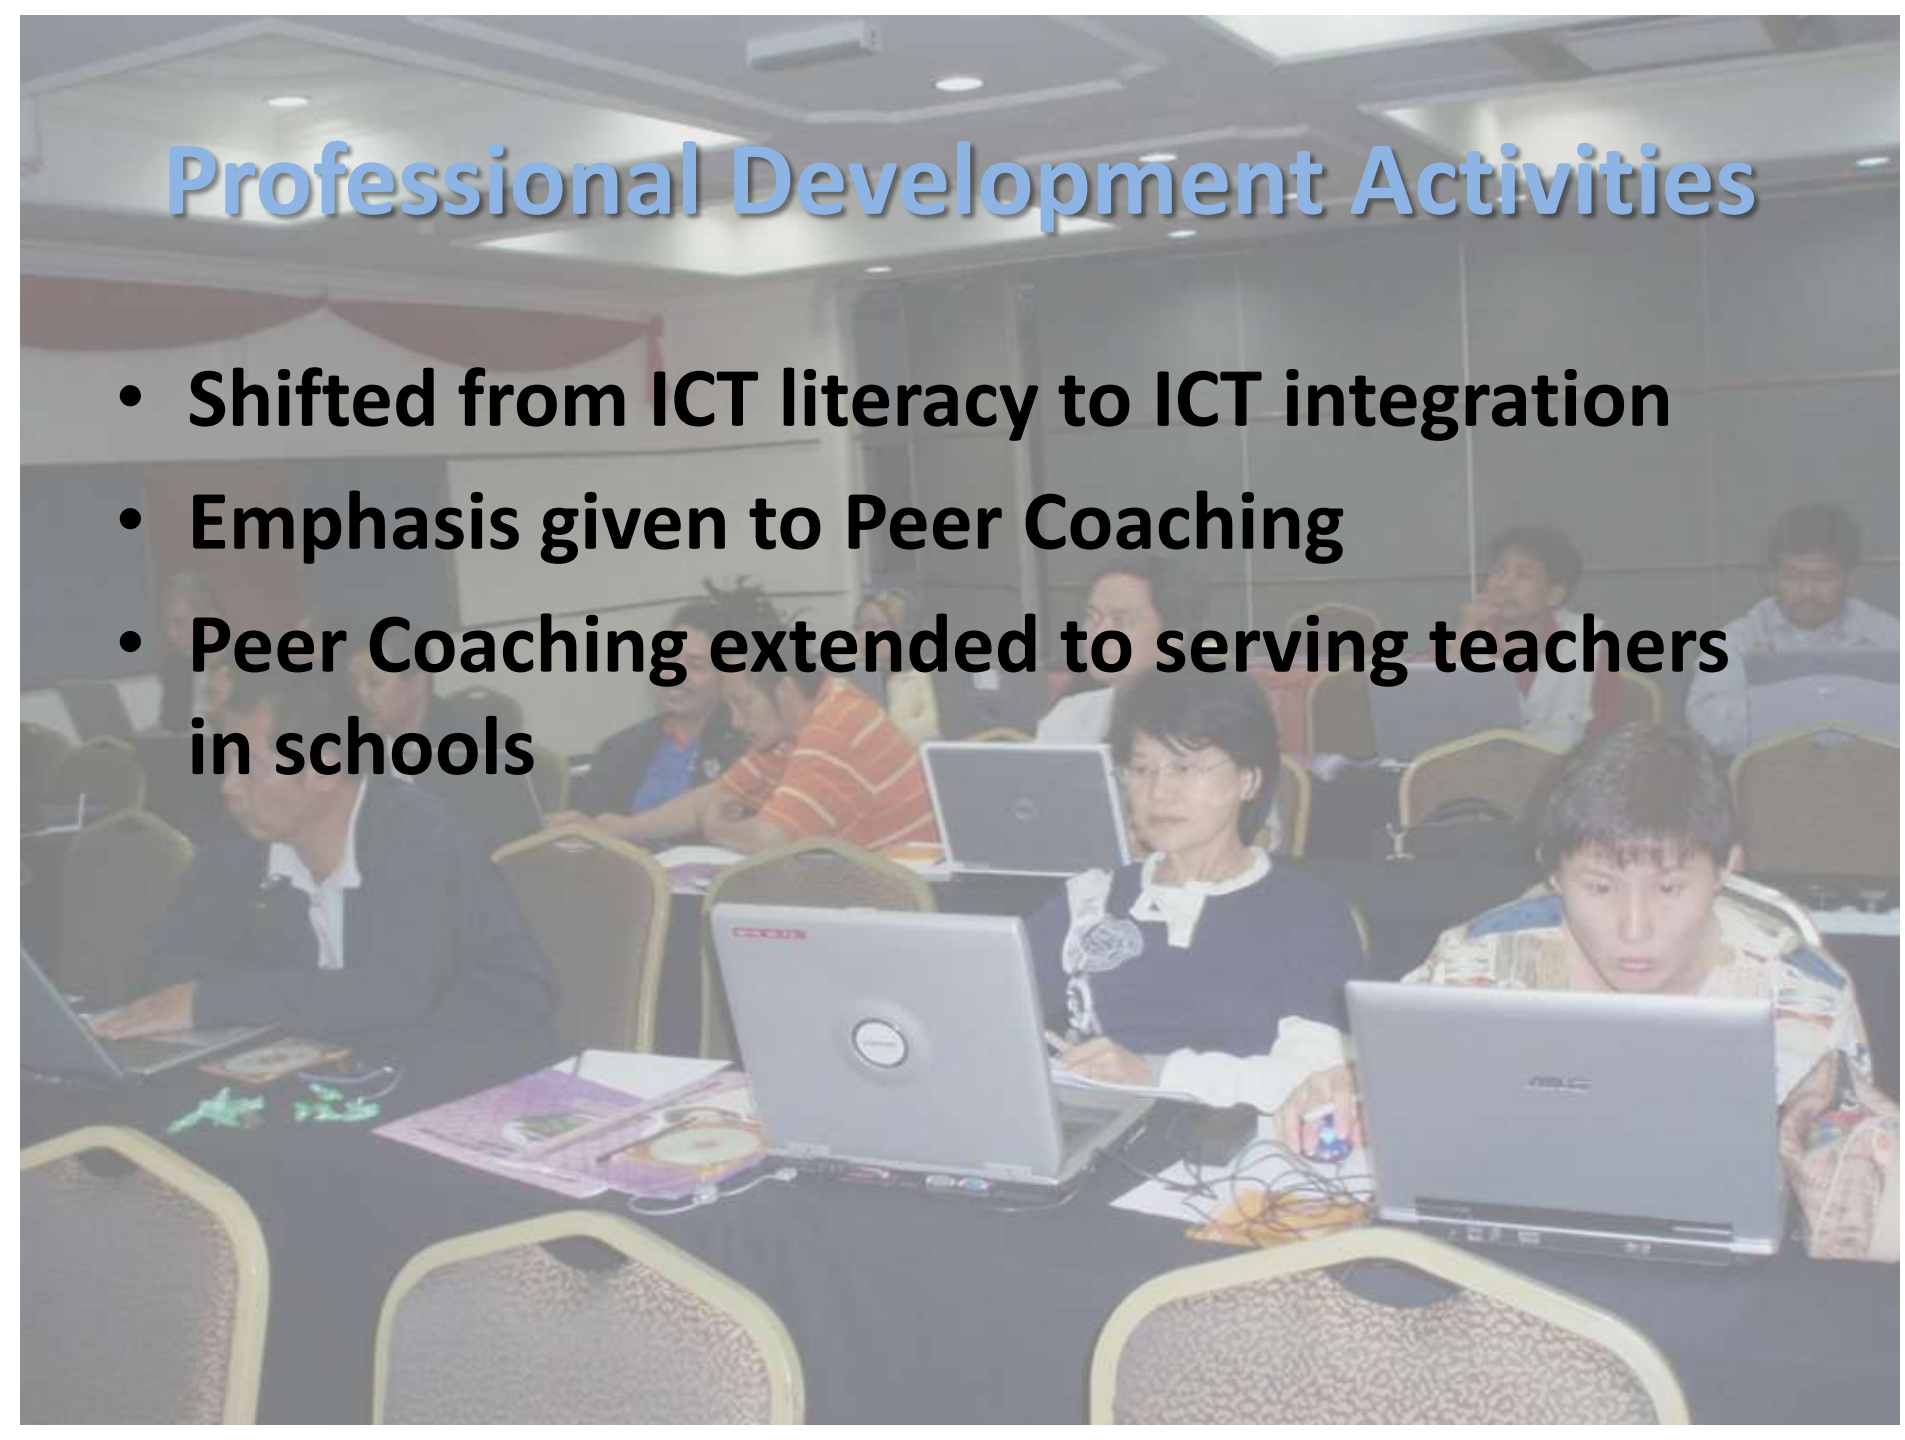 Professional Development Activities
• Shifted from ICT literacy to ICT integration
• Emphasis given to Peer Coaching
• Peer Coaching extended to serving teachers
in schools
ASUS